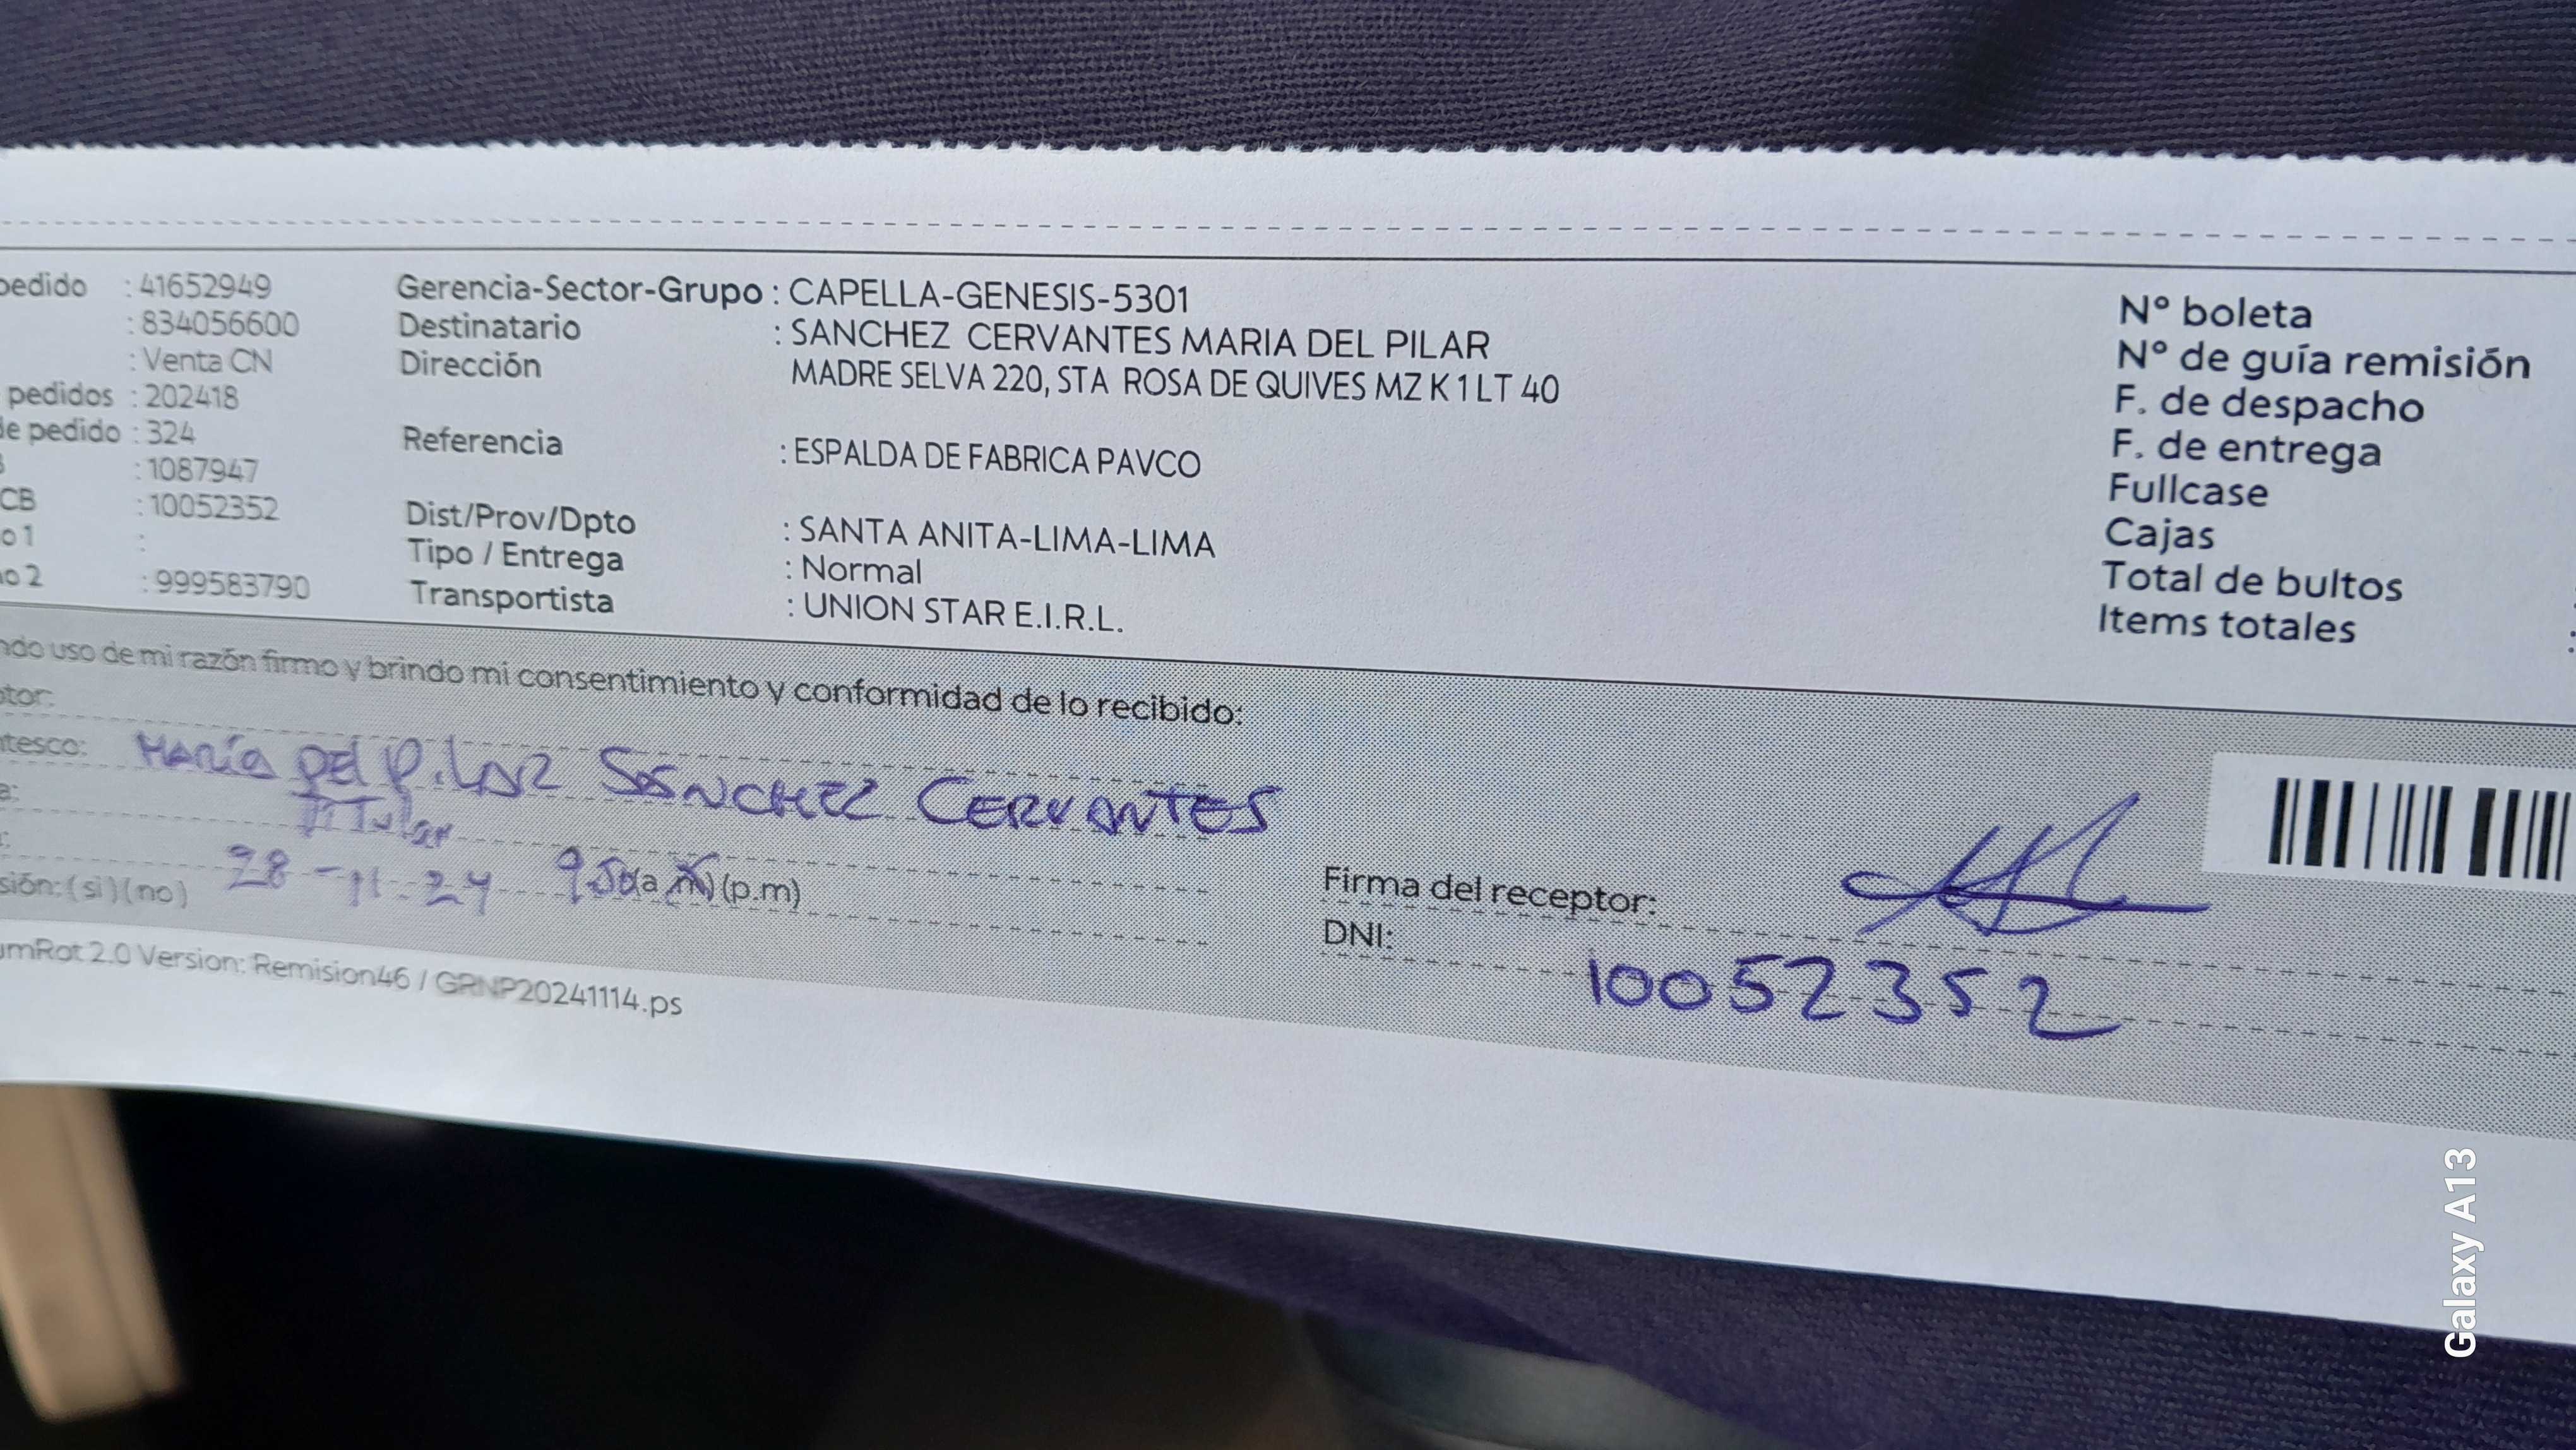 pedido : 41652949
: 834056600
: Venta CN
pedidos : 202418
de pedido : 324
: 1087947
CB : 10052352
o 1 :
no 2 : 999583790
Gerencia-Sector-Grupo : CAPELLA-GENESIS-5301
Destinatario : SANCHEZ CERVANTES MARIA DEL PILAR
Dirección MADRE SELVA 220, STA ROSA DE QUIVES MZ K 1 LT 40
Referencia : ESPALDA DE FABRICA PAVCO
Dist/Prov/Dpto : SANTA ANITA-LIMA-LIMA
Tipo / Entrega : Normal
Transportista : UNION STAR E.I.R.L.
N° boleta
N° de guía remisión
F. de despacho
F. de entrega
Fullcase
Cajas
Total de bultos
Items totales :
ndo uso de mi razón firmo y brindo mi consentimiento y conformidad de lo recibido:
tor:
ntesco: María del Pilar Sánchez Cervantes
a: Titular
28-11-24 9 50 (a.m) (p.m)
sión: (si) (no)
Firma del receptor:
DNI: 10052352
umRot 2.0 Version: Remision46 / GRNP20241114.ps
Galaxy A13